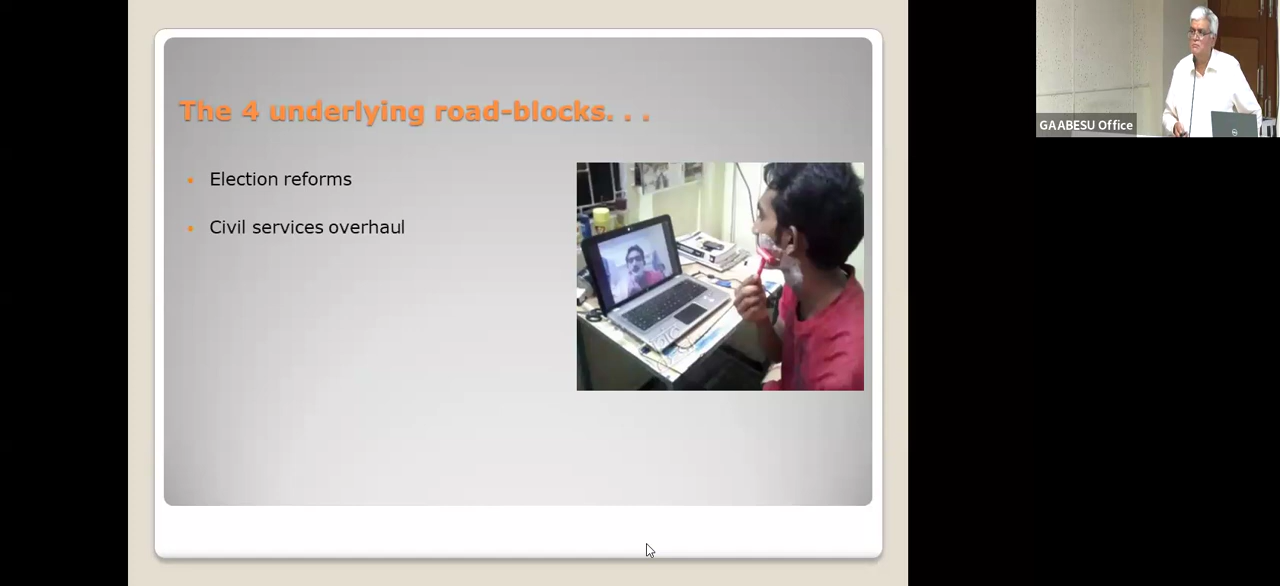 The 4 underlying road-blocks. . .
Election reforms
Civil services overhaul
GAABESU Office